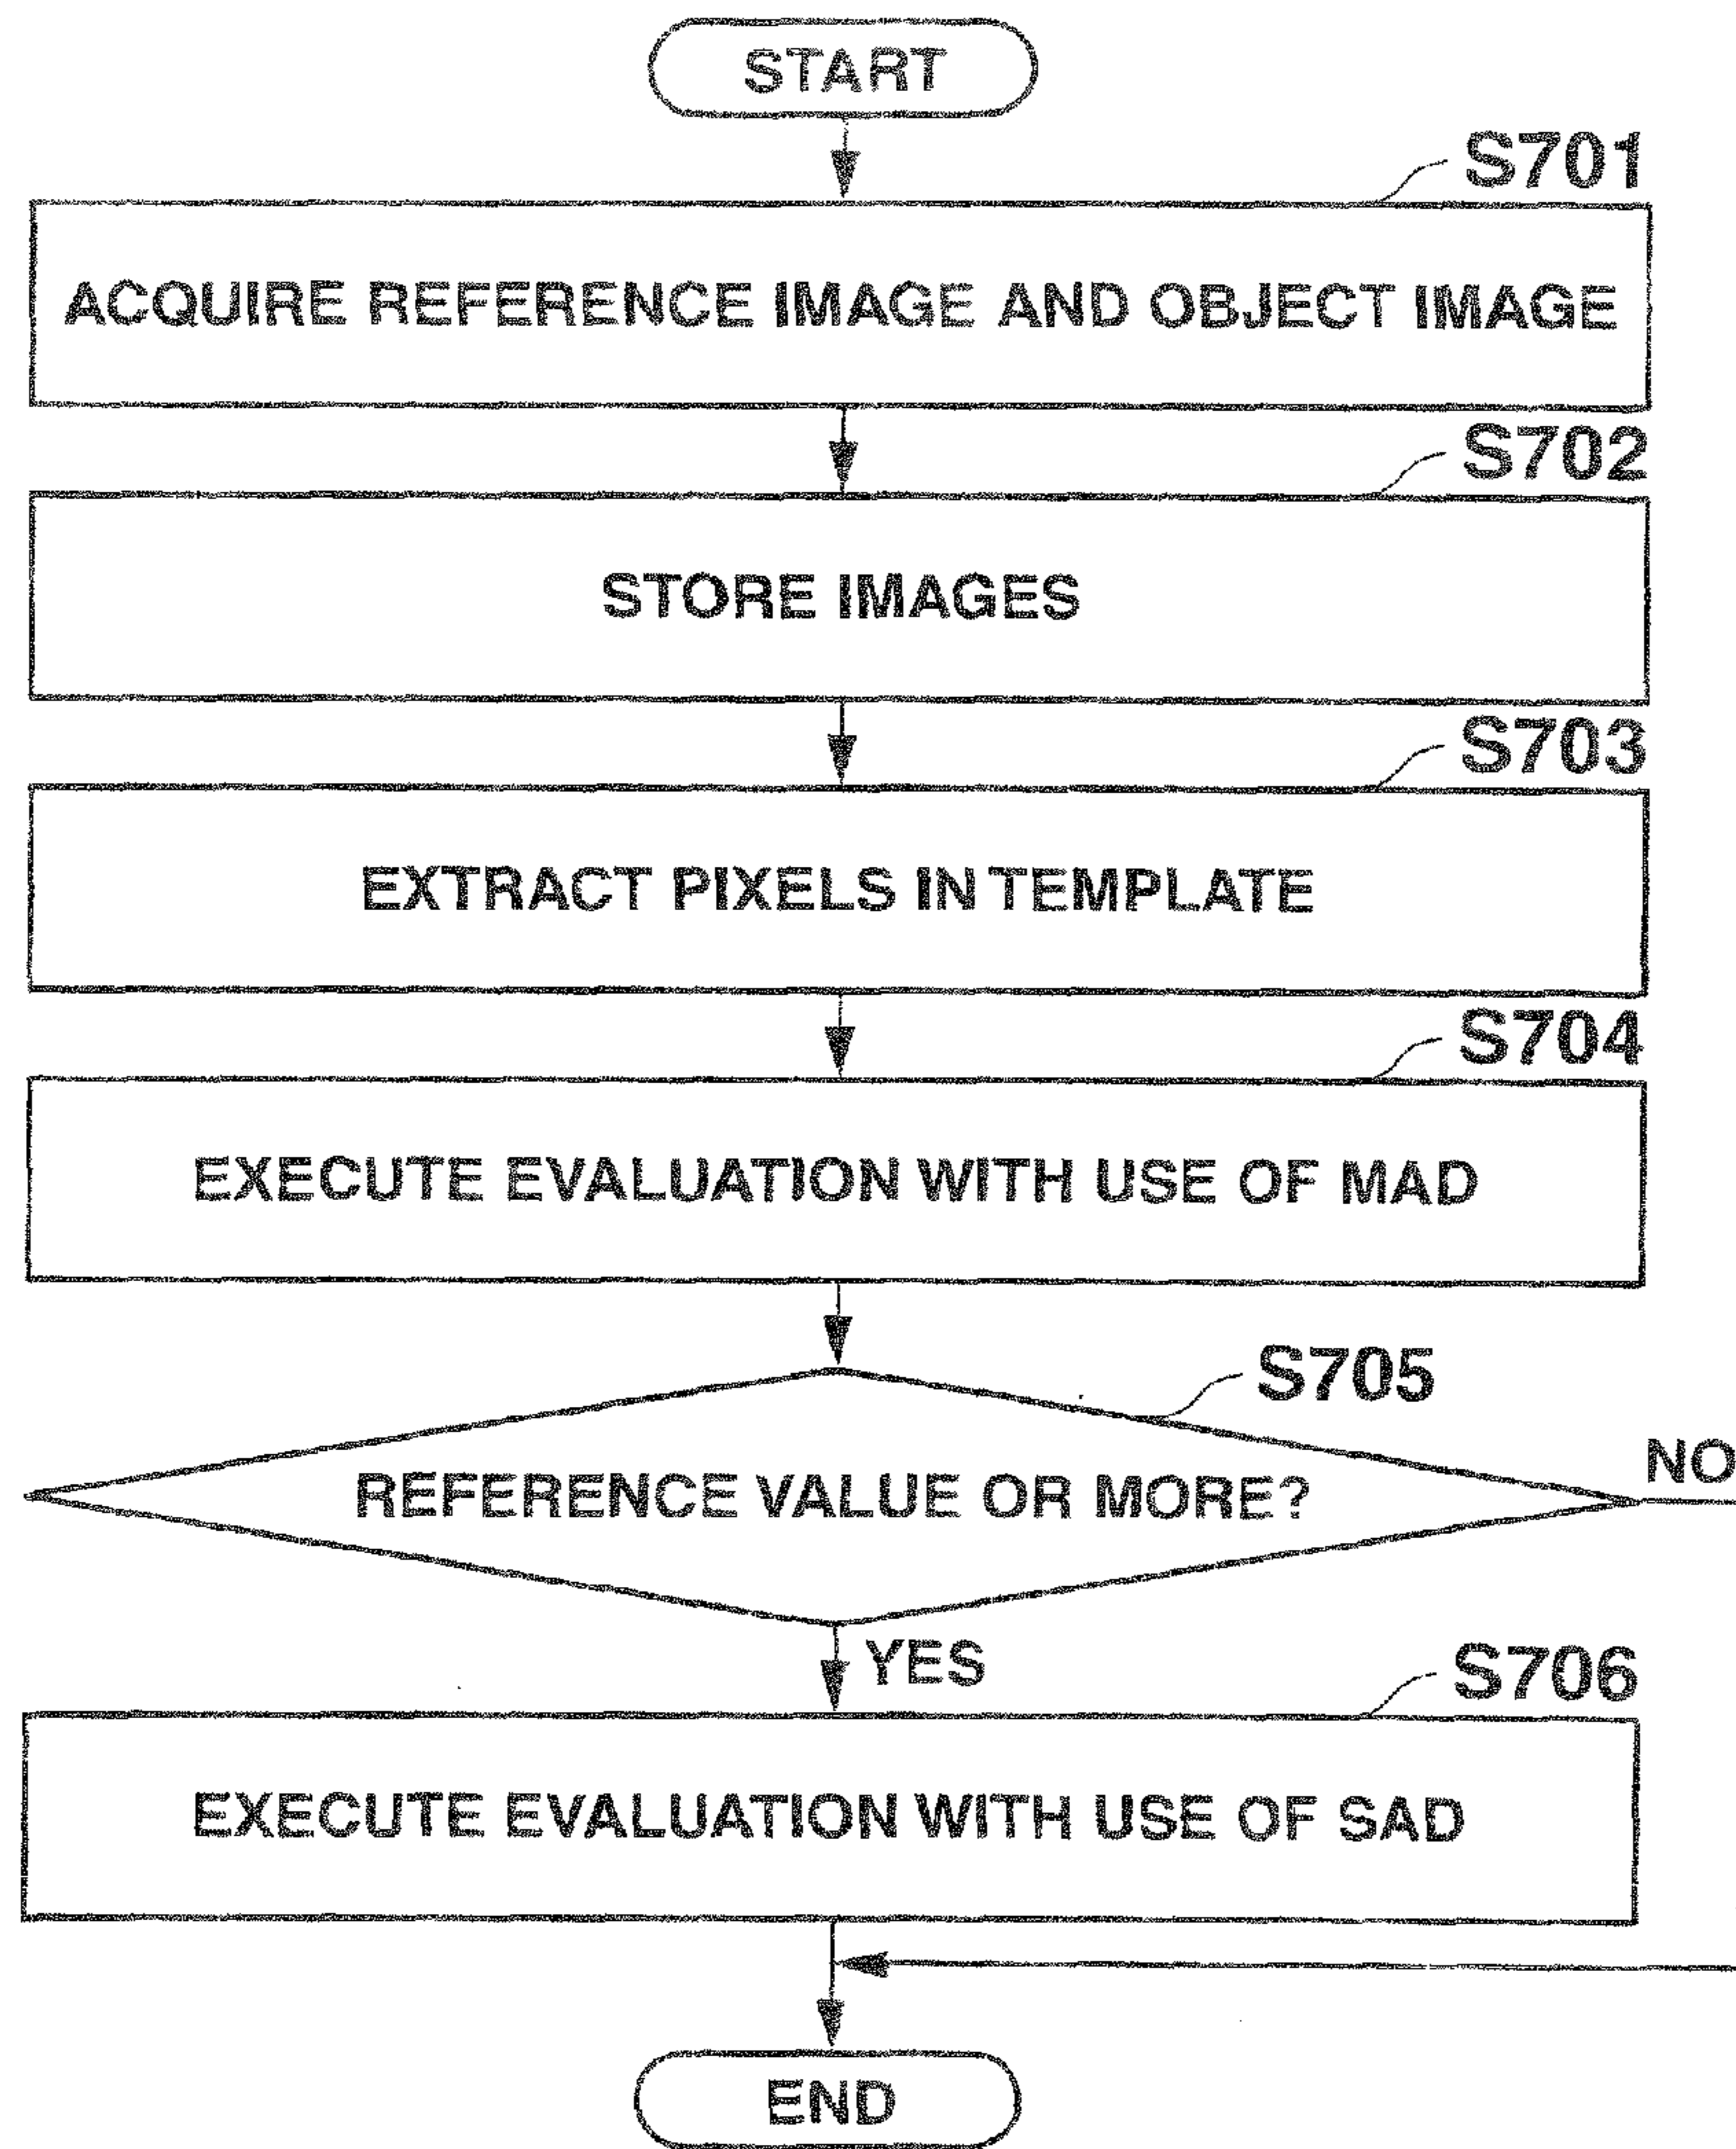 START
S701
ACQUIRE REFERENCE IMAGE AND OBJECT IMAGE
S702
STORE IMAGES
S703
EXTRACT PIXELS IN TEMPLATE
S704
EXECUTE EVALUATION WITH USE OF MAD
S705
REFERENCE VALUE OR MORE?
NO
YES
S706
EXECUTE EVALUATION WITH USE OF SAD
END